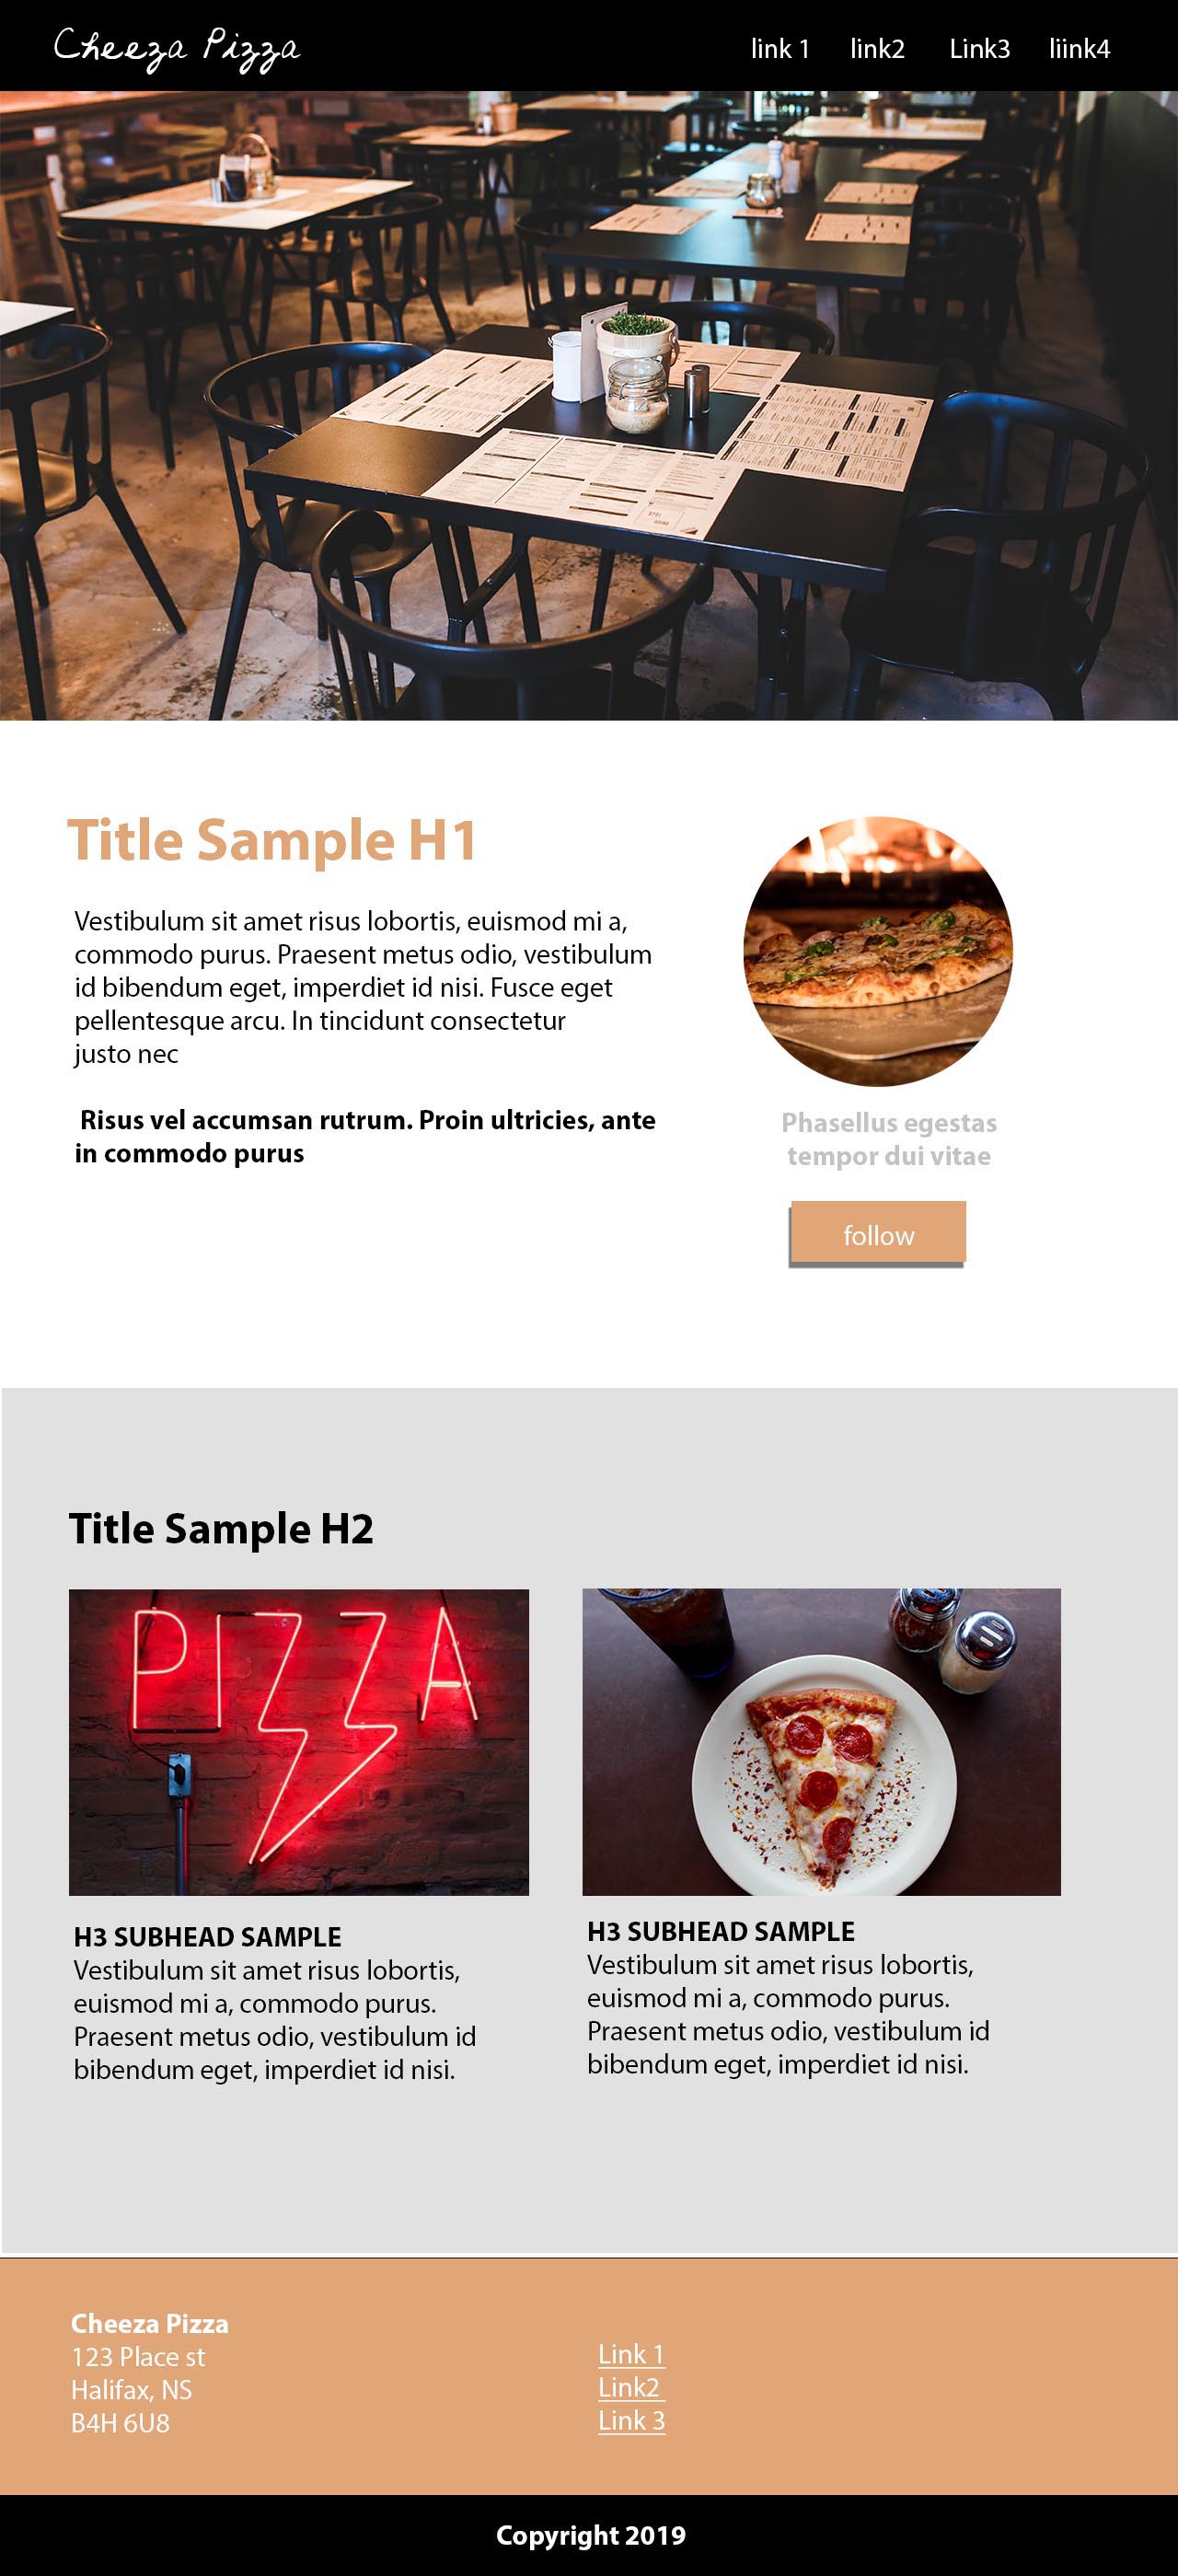 Cheeza Pizza
link 1 link2 Link3 liink4
Title Sample H1
Vestibulum sit amet risus lobortis, euismod mi a,
commodo purus. Praesent metus odio, vestibulum
id bibendum eget, imperdiet id nisi. Fusce eget
pellentesque arcu. In tincidunt consectetur
justo nec
Risus vel accumsan rutrum. Proin ultricies, ante
in commodo purus
Phasellus egestas
tempor dui vitae
follow
Title Sample H2
PIZZA
H3 SUBHEAD SAMPLE
Vestibulum sit amet risus lobortis,
euismod mi a, commodo purus.
Praesent metus odio, vestibulum id
bibendum eget, imperdiet id nisi.
H3 SUBHEAD SAMPLE
Vestibulum sit amet risus lobortis,
euismod mi a, commodo purus.
Praesent metus odio, vestibulum id
bibendum eget, imperdiet id nisi.
Cheeza Pizza
123 Place st
Halifax, NS
B4H 6U8
Link 1
Link2
Link 3
Copyright 2019